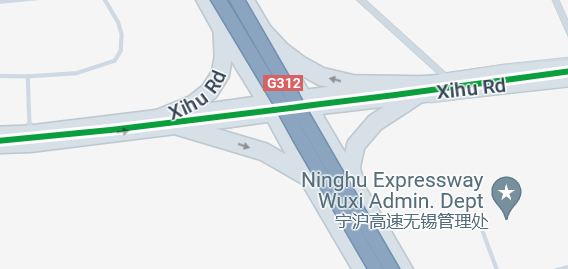 G312
Xihu Rd
Xihu Rd
Ninghu Expressway
Wuxi Admin. Dept
宁沪高速无锡管理处